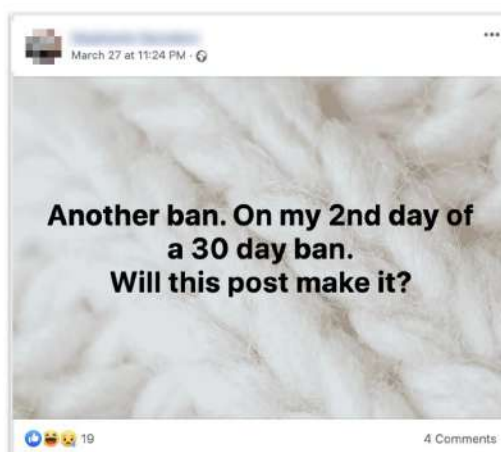 March 27 at 11:24 PM ·
Another ban. On my 2nd day of
a 30 day ban.
Will this post make it?
19
4 Comments